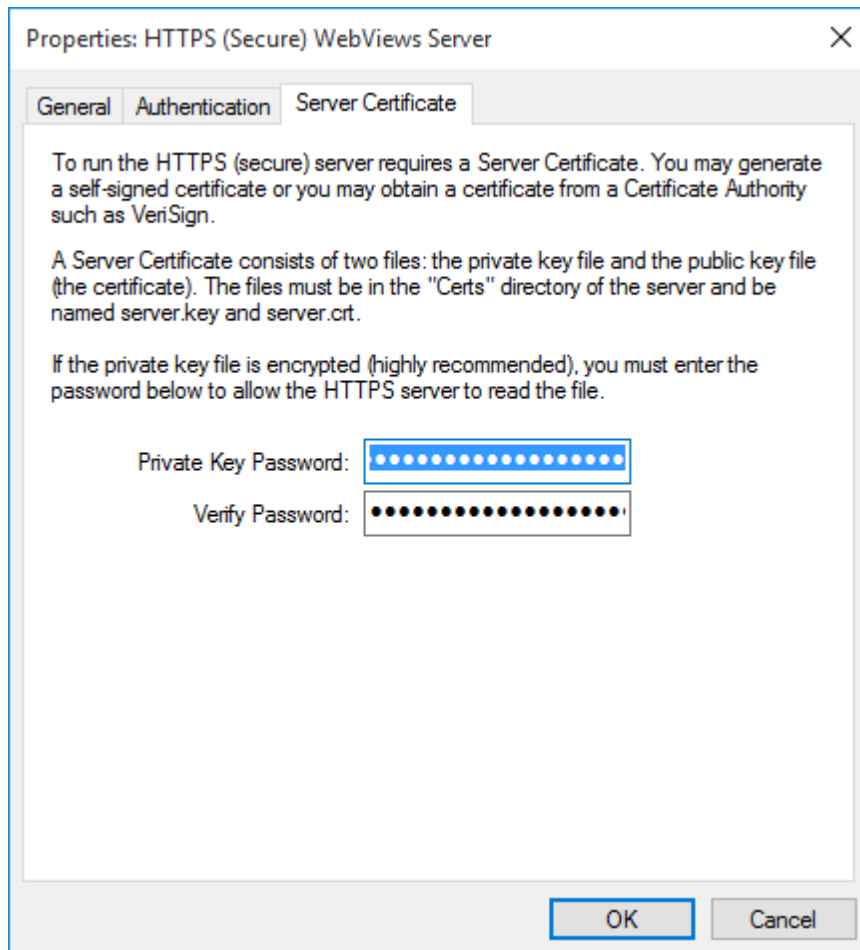 Properties: HTTPS (Secure) WebViews Server
General Authentication Server Certificate
To run the HTTPS (secure) server requires a Server Certificate. You may generate
a self-signed certificate or you may obtain a certificate from a Certificate Authority
such as VeriSign.
A Server Certificate consists of two files: the private key file and the public key file
(the certificate). The files must be in the "Certs" directory of the server and be
named server.key and server.crt.
If the private key file is encrypted (highly recommended), you must enter the
password below to allow the HTTPS server to read the file.
Private Key Password:
Verify Password:
OK Cancel